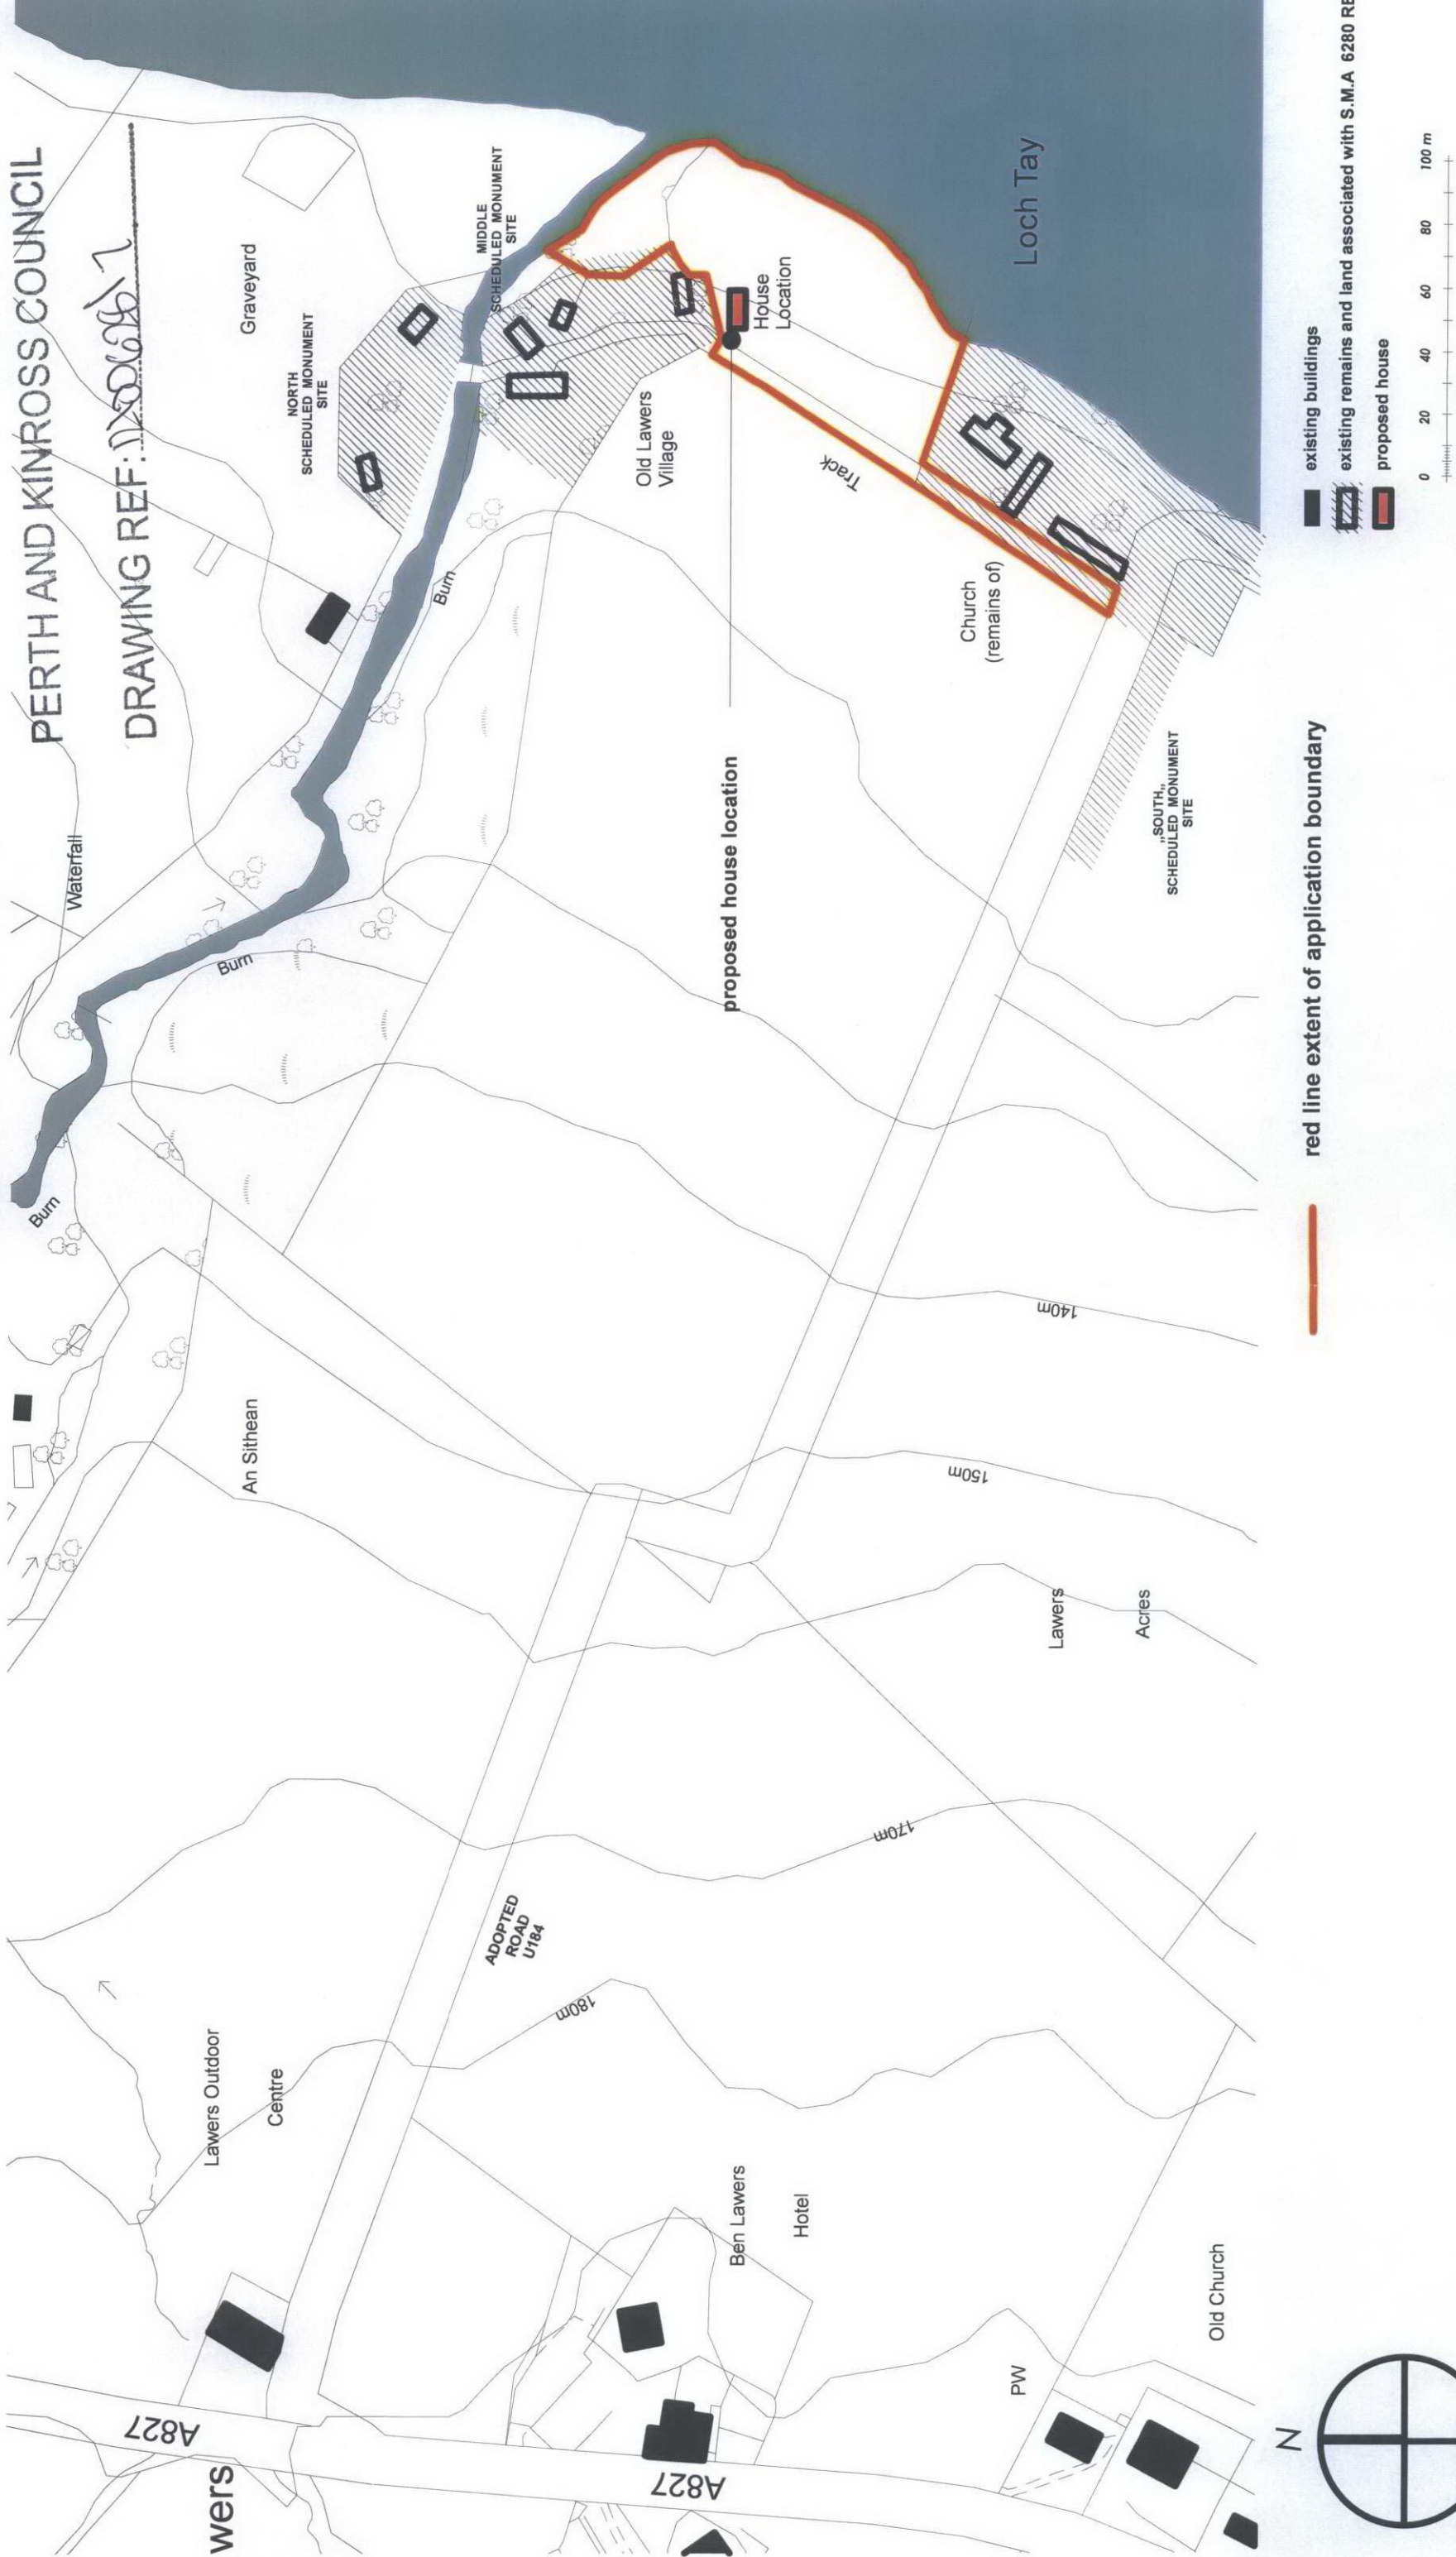 PERTH AND KINROSS COUNCIL
DRAWING REF:
Waterfall
Graveyard
NORTH
SCHEDULED MONUMENT
SITE
MIDDLE
SCHEDULED MONUMENT
SITE
Burn
Burn
Burn
An Sithean
Old Lawers
Village
House
Location
Track
Loch Tay
Church
(remains of)
proposed house location
"SOUTH"
SCHEDULED MONUMENT
SITE
140m
150m
170m
180m
Lawers
Acres
ADOPTED
ROAD
U184
Lawers Outdoor
Centre
Ben Lawers
Hotel
PW
Old Church
A827
A827
wers
N
red line extent of application boundary
existing buildings
existing remains and land associated with S.M.A 6280 RE
proposed house
0 20 40 60 80 100 m